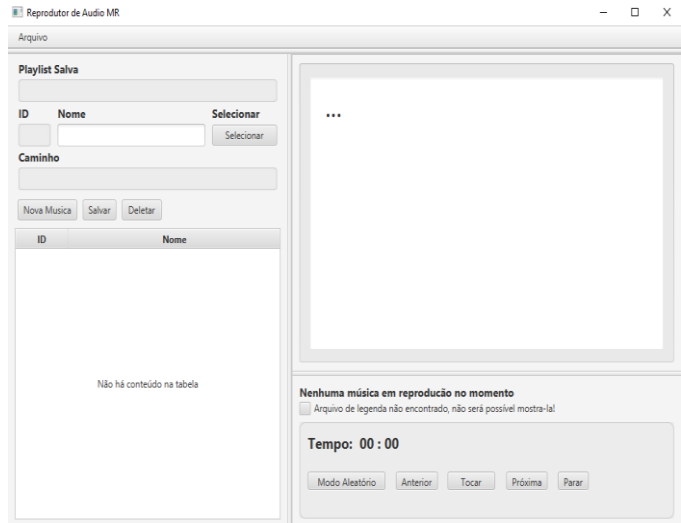 Reprodutor de Audio MR
Arquivo
Playlist Salva
ID Nome Selecionar
Selecionar
Caminho
Nova Musica Salvar Deletar
ID Nome
Não há conteúdo na tabela
...
Nenhuma música em reproducão no momento
Arquivo de legenda não encontrado, não será possível mostra-la!
Tempo: 00 : 00
Modo Aleatório Anterior Tocar Próxima Parar